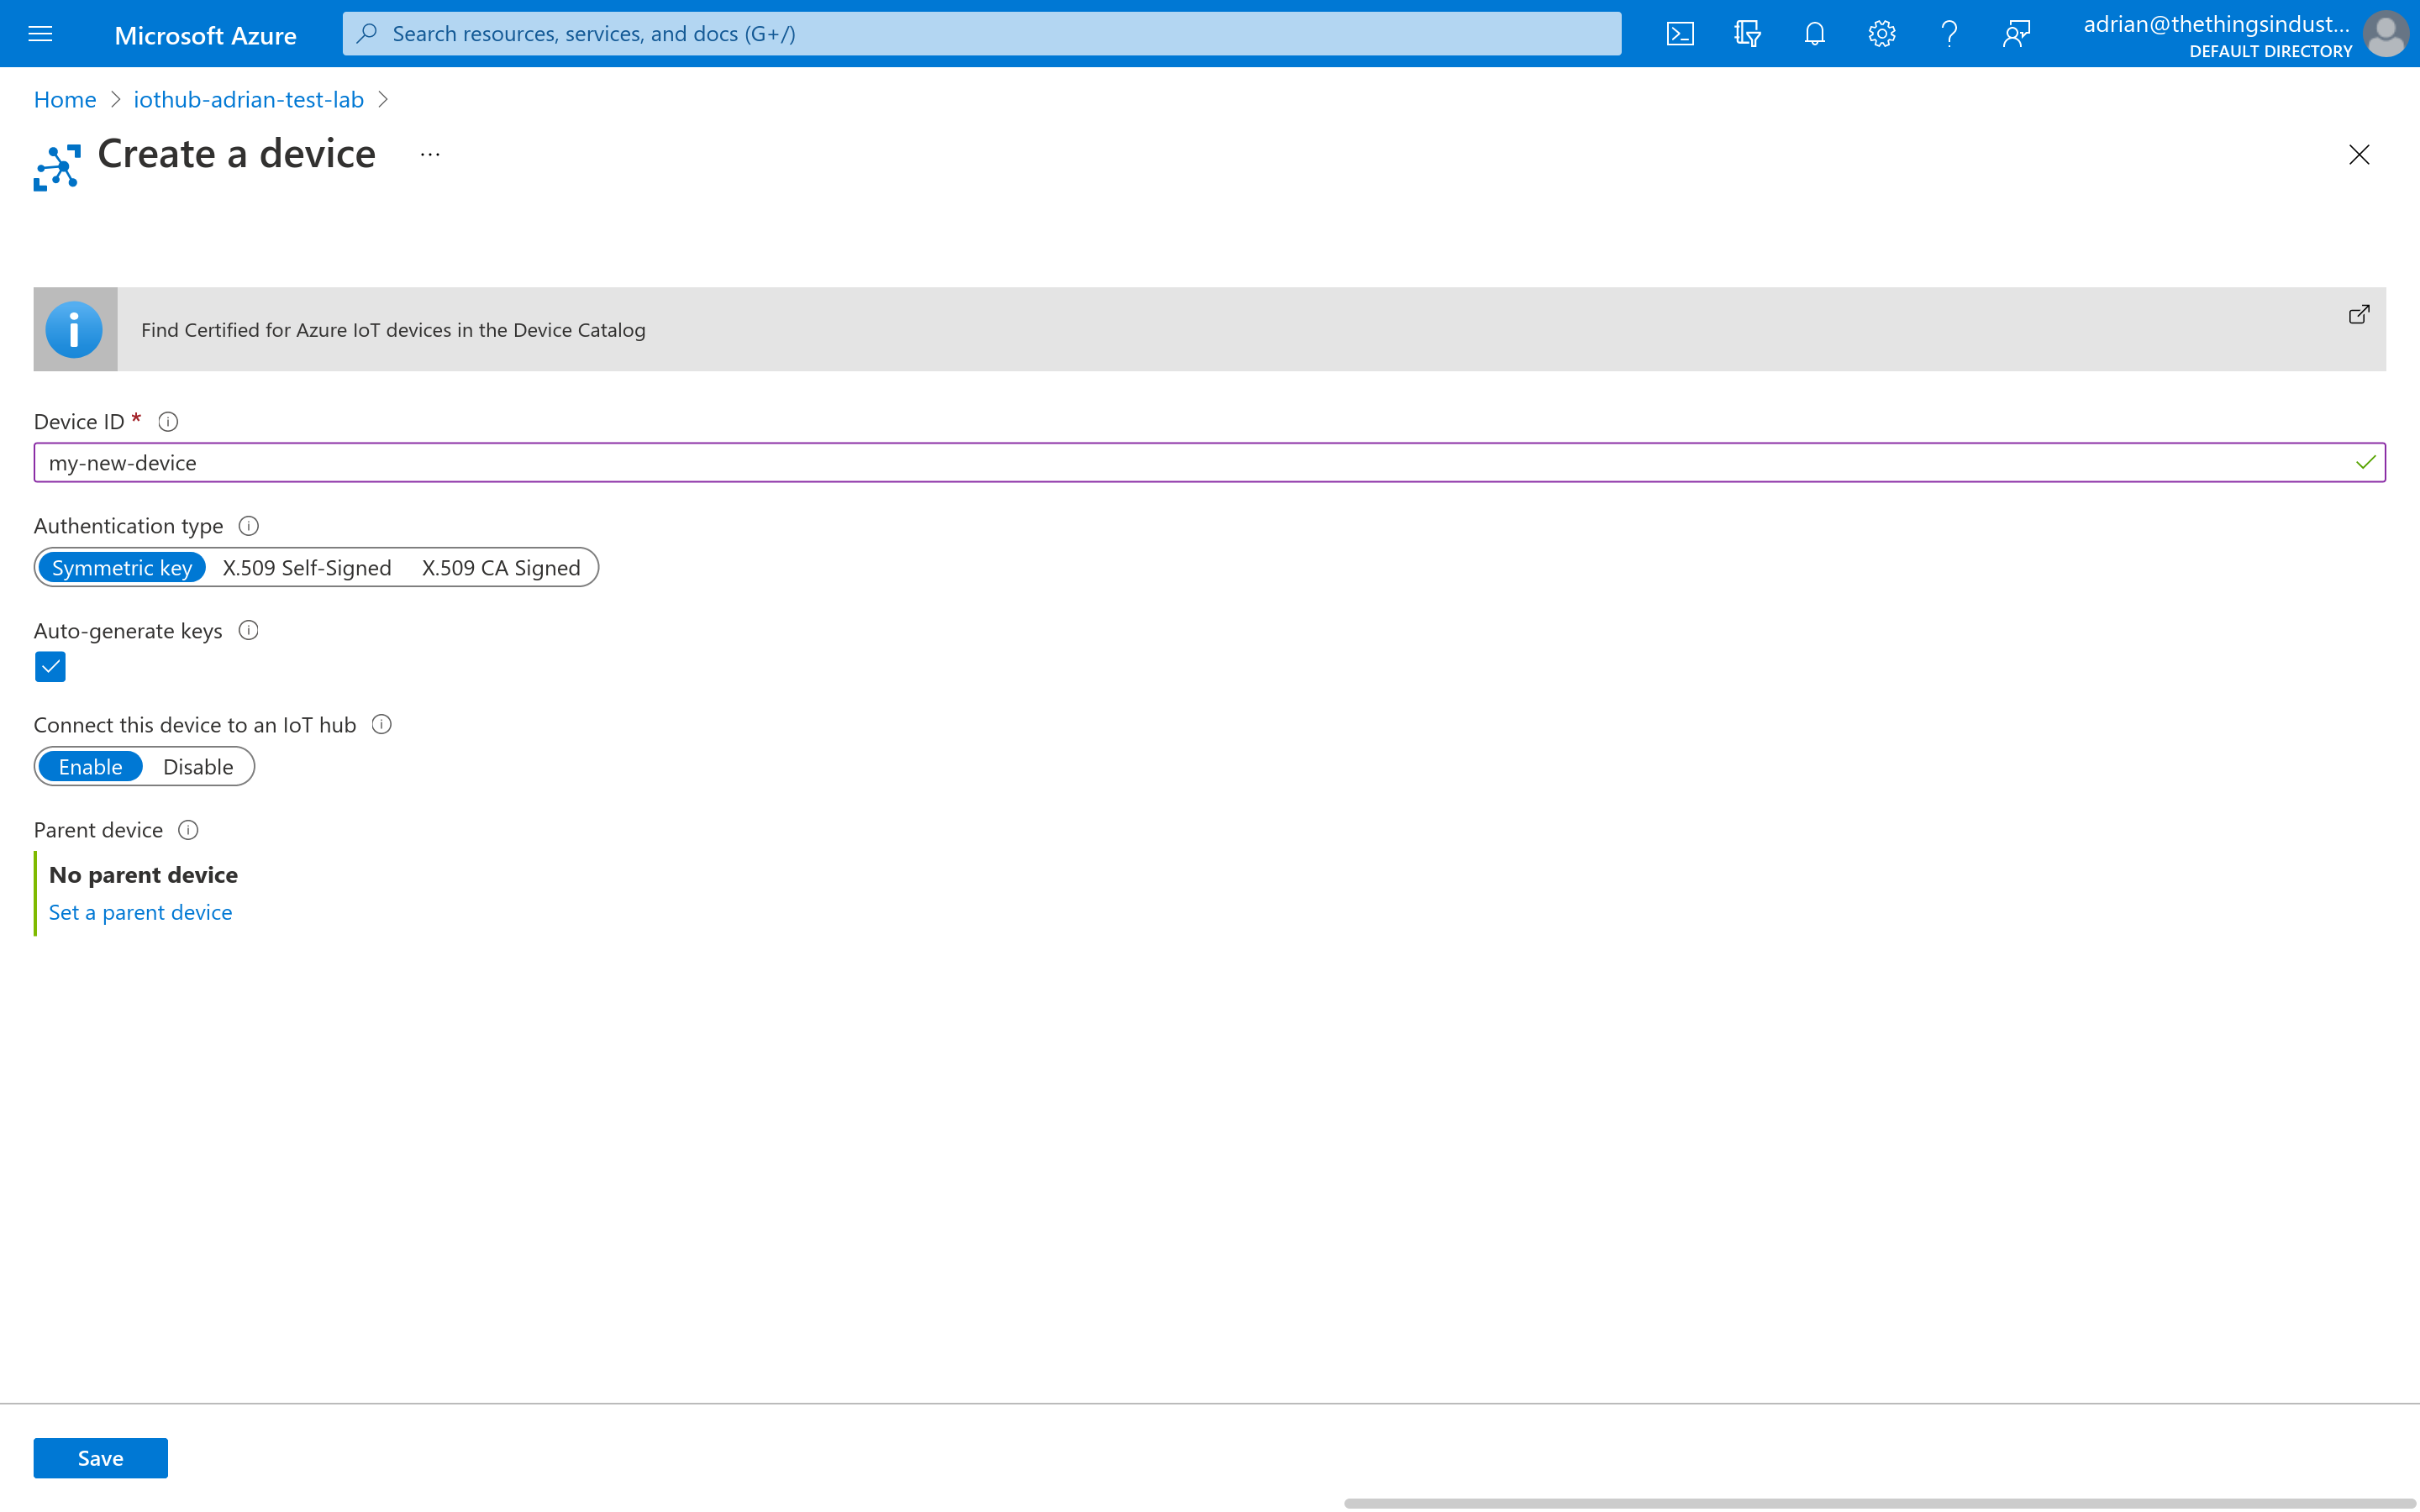 Microsoft Azure
Search resources, services, and docs (G+/)
adrian@thethingsindust...
DEFAULT DIRECTORY
Home > iothub-adrian-test-lab >
Create a device ...
Find Certified for Azure IoT devices in the Device Catalog
Device ID *
my-new-device
Authentication type
Symmetric key X.509 Self-Signed X.509 CA Signed
Auto-generate keys
Connect this device to an IoT hub
Enable Disable
Parent device
No parent device
Set a parent device
Save